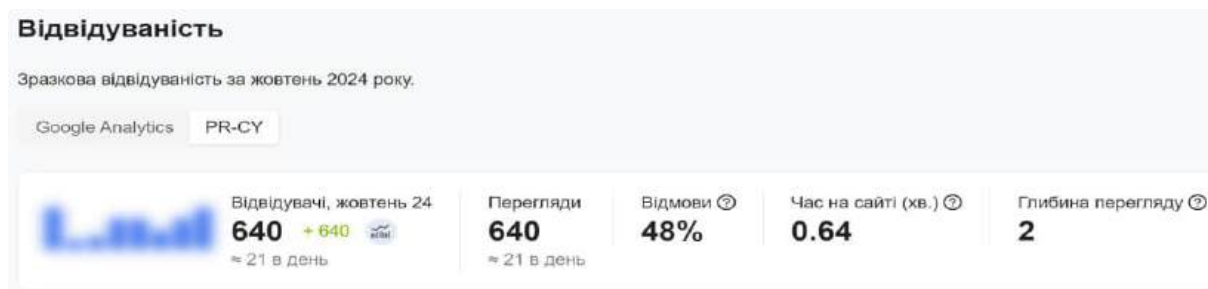 Відвідуваність
Зразкова відвідуваність за жовтень 2024 року.
Google Analytics PR-CY
Відвідувачі, жовтень 24 Перегляди Відмови ? Час на сайті (хв.) ? Глибина перегляду ?
640 + 640 640 48% 0.64 2
≈ 21 в день ≈ 21 в день